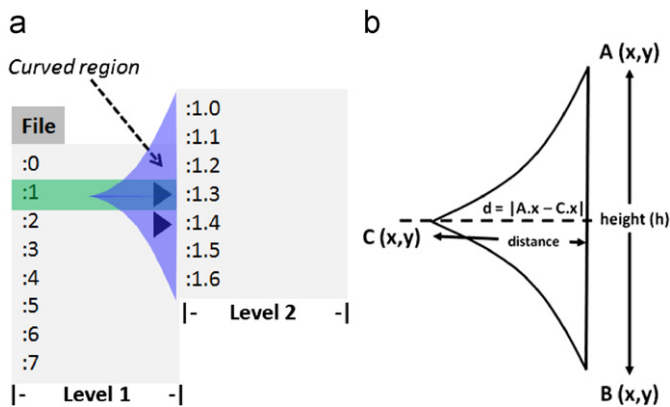 a
Curved region
File
:0
:1
:2
:3
:4
:5
:6
:7
|- Level 1 -|
:1.0
:1.1
:1.2
:1.3
:1.4
:1.5
:1.6
|- Level 2 -|
b
A (x,y)
d = |A.x – C.x|
height (h)
C (x,y)
distance
B (x,y)